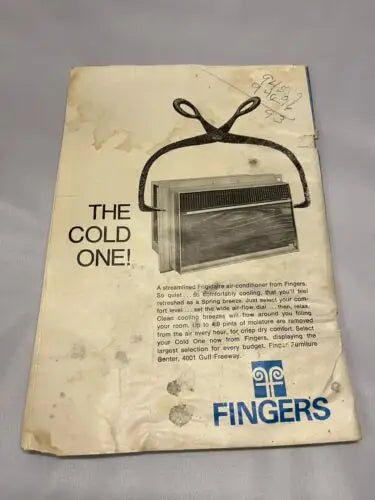 THE
COLD
ONE!
A streamlined Frigidaire air-conditioner from Fingers.
So quiet . . . so comfortably cooling, that you'll feel
refreshed as a Spring breeze. Just select your com-
fort level . . . set the wide air-flow dial . . . then, relax.
Clean cooling breezes will flow around you filling
your room. Up to pints of moisture are removed
from the air every hour, for crisp dry comfort. Select
your Cold One now from Fingers, displaying the
largest selection for every budget. Finger Furniture
Center, 4001 Gulf Freeway.
FINGERS